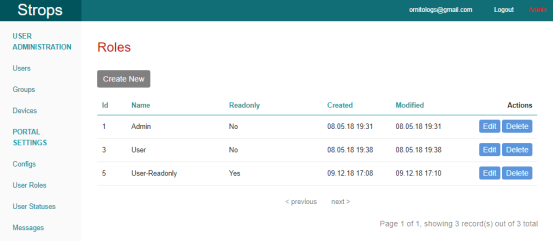 Strops
ornitologs@gmail.com Logout Admin
USER ADMINISTRATION
Users
Groups
Devices
PORTAL SETTINGS
Configs
User Roles
User Statuses
Messages
Roles
Create New
Id Name Readonly Created Modified Actions
1 Admin No 08.05.18 19:31 08.05.18 19:31 Edit Delete
3 User No 08.05.18 19:38 08.05.18 19:38 Edit Delete
5 User-Readonly Yes 09.12.18 17:08 09.12.18 17:10 Edit Delete
< previous next >
Page 1 of 1, showing 3 record(s) out of 3 total